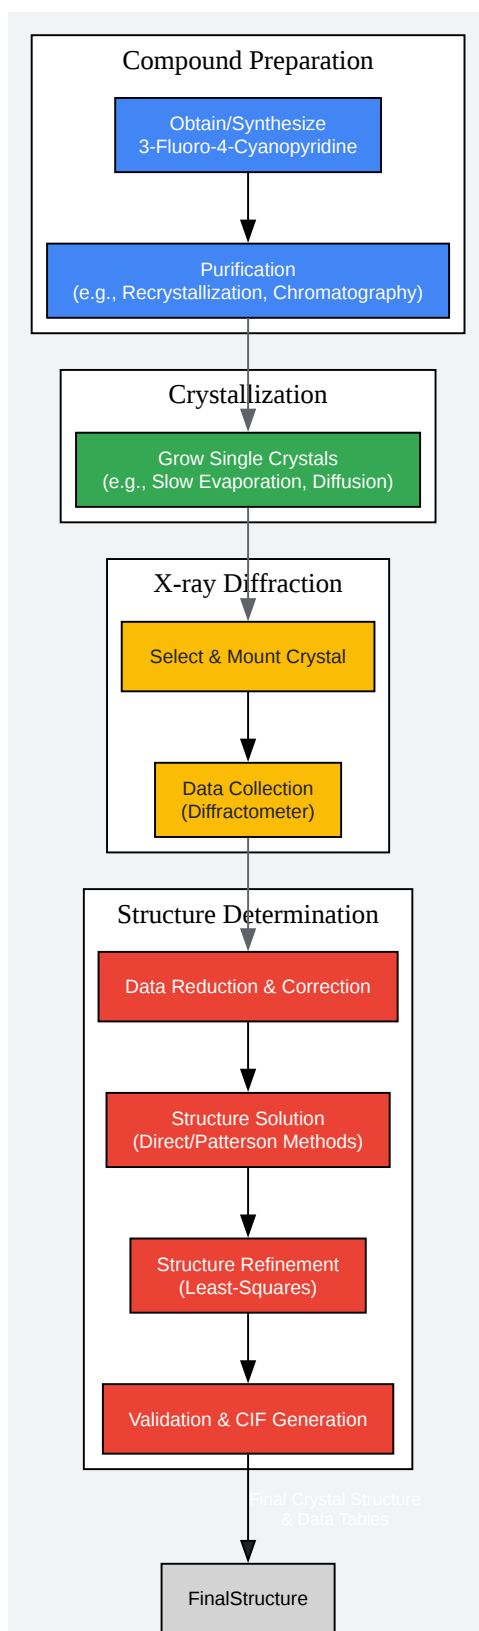 Compound Preparation
Obtain/Synthesize
3-Fluoro-4-Cyanopyridine
Purification
(e.g., Recrystallization, Chromatography)
Crystallization
Grow Single Crystals
(e.g., Slow Evaporation, Diffusion)
X-ray Diffraction
Select & Mount Crystal
Data Collection
(Diffractometer)
Structure Determination
Data Reduction & Correction
Structure Solution
(Direct/Patterson Methods)
Structure Refinement
(Least-Squares)
Validation & CIF Generation
Final Crystal Structure
& Data Tables
FinalStructure